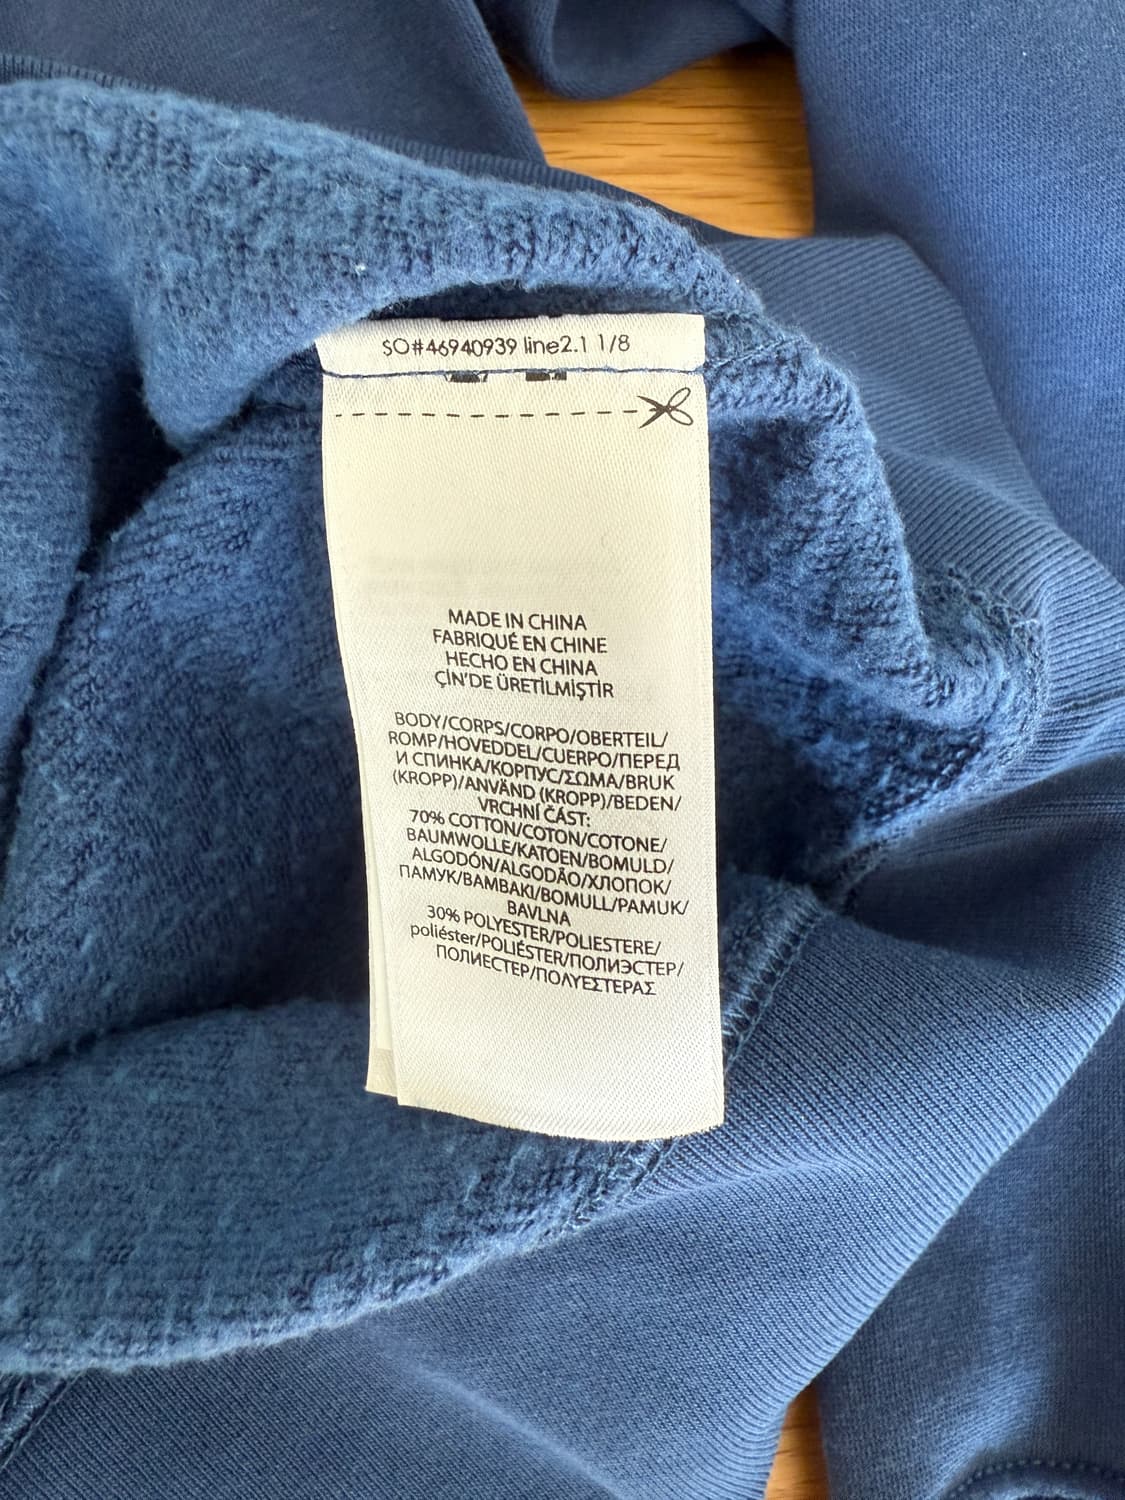 SO#46940939 line2.1 1/8
MADE IN CHINA
FABRIQUÉ EN CHINE
HECHO EN CHINA
ÇİN'DE ÜRETİLMİŞTİR
BODY/CORPS/CORPO/OBERTEIL/
ROMP/HOVEDDEL/CUERPO/ПЕРЕД
И СПИНКА/КОРПУС/ΣΩΜΑ/BRUK
(KROPP)/ANVÄND (KROPP)/BEDEN/
VRCHNÍ ČÁST:
70% COTTON/COTON/COTONE/
BAUMWOLLE/KATOEN/BOMULD/
ALGODÓN/ALGODÃO/ХЛОПОК/
ПАМУК/ΒΑΜΒΑΚΙ/BOMULL/PAMUK/
BAVLNA
30% POLYESTER/POLIESTERE/
poliéster/POLIÉSTER/ПОЛИЭСТЕР/
ПОЛИЕСТЕР/ΠΟΛΥΕΣΤΕΡΑΣ